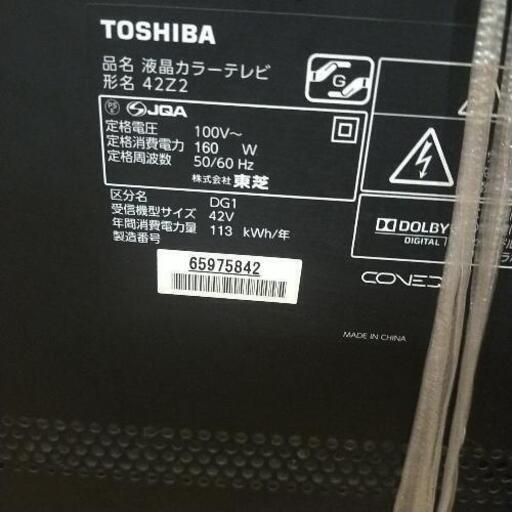 TOSHIBA
品名 液晶カラーテレビ
形名 42Z2
G
PSE JQA
定格電圧 100V～
定格消費電力 160 W
定格周波数 50/60 Hz
株式会社 東芝
区分名 DG1
受信機型サイズ 42V
年間消費電力量 113 kWh/年
製造番号
65975842
DOLBY
DIGITAL
MADE IN CHINA